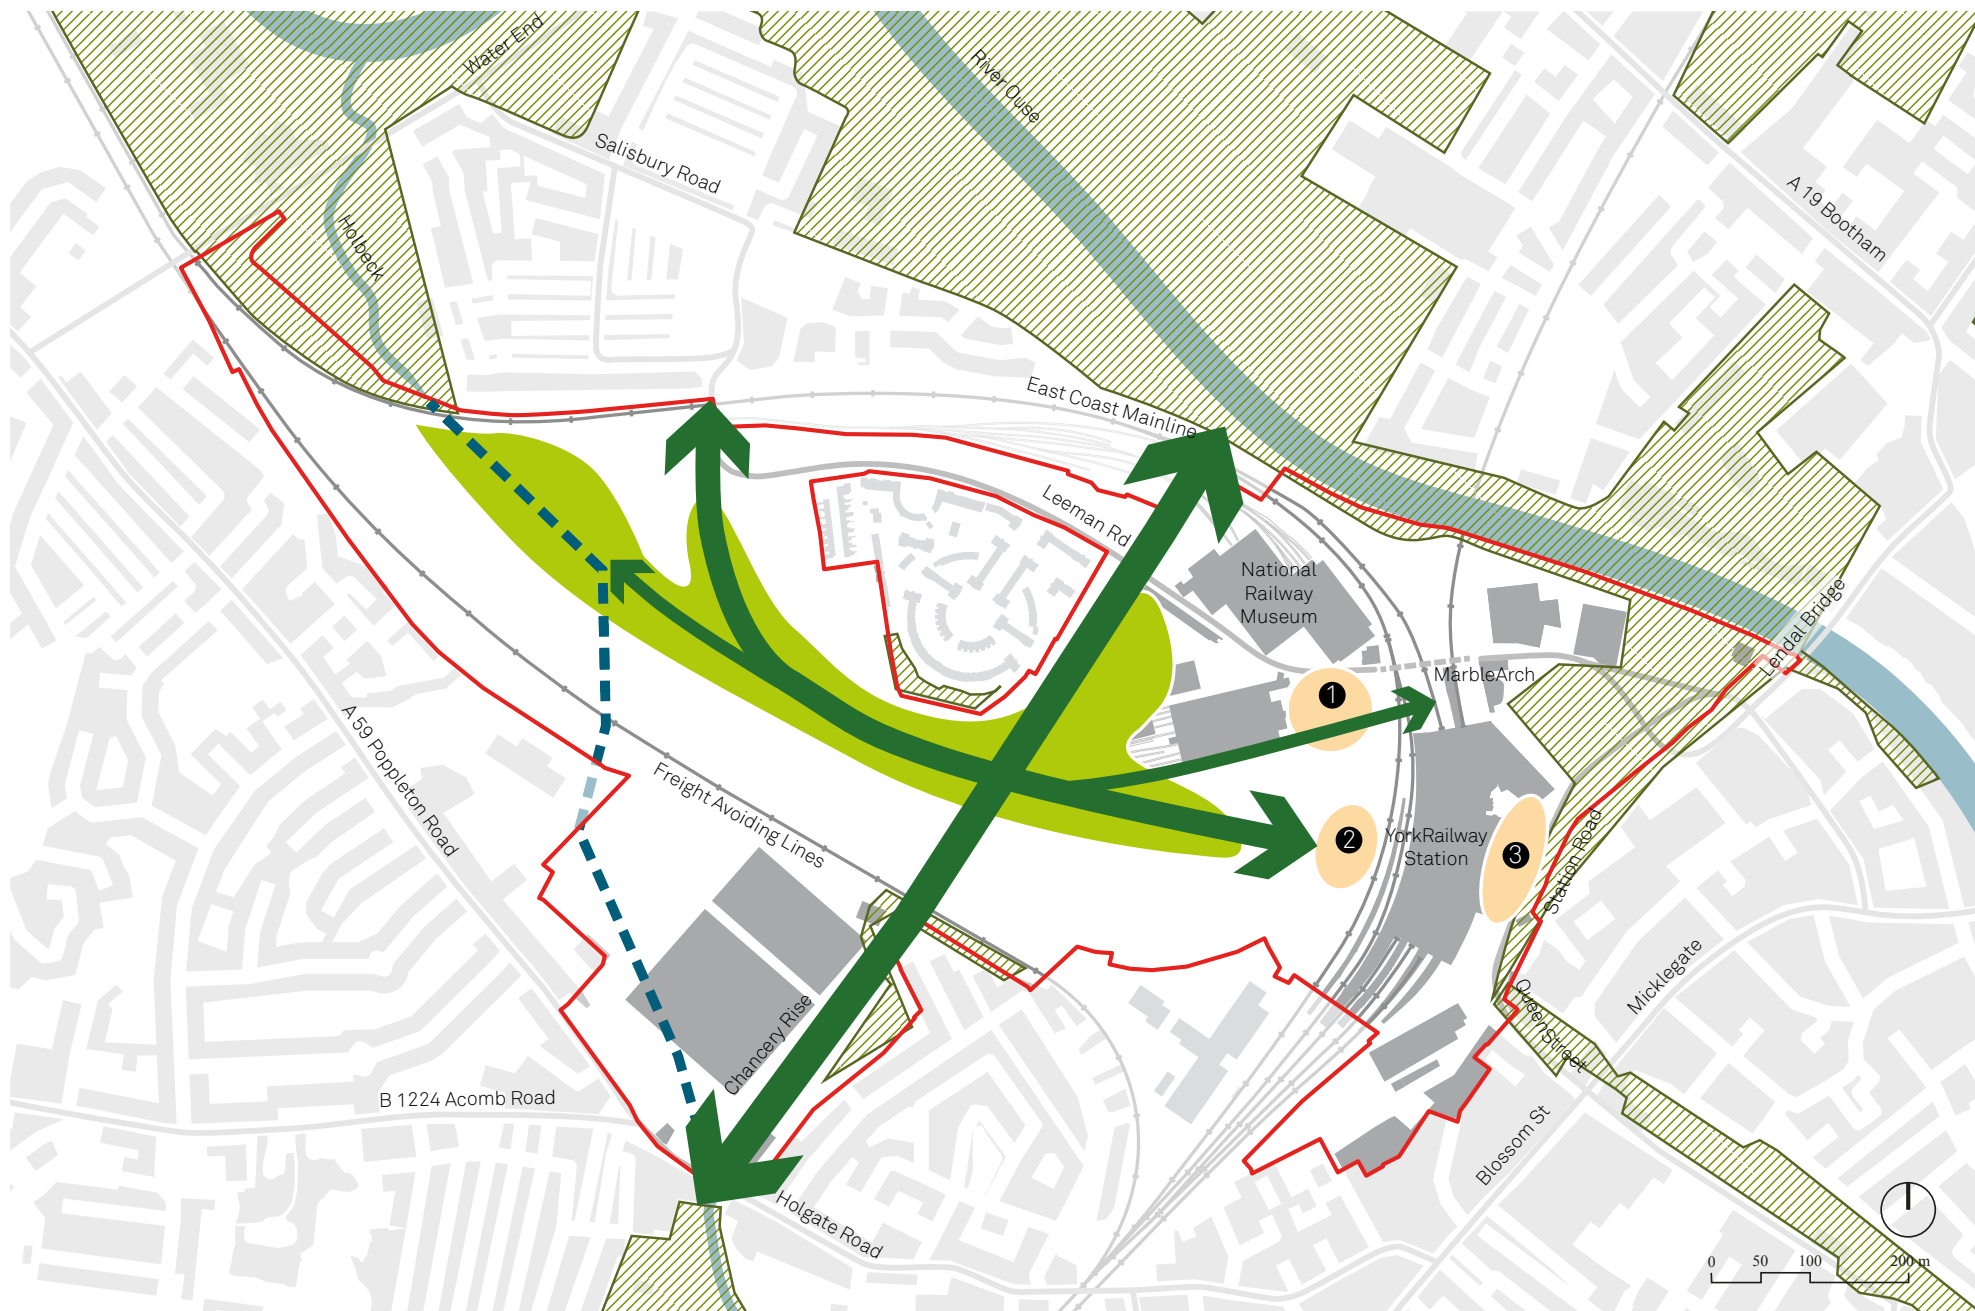 Water End
River Ouse
Salisbury Road
A 19 Bootham
Holbeck
East Coast Mainline
Leeman Rd
National
Railway
Museum
Lendal Bridge
MarbleArch
1
A 59 Poppleton Road
Freight Avoiding Lines
2
YorkRailway
Station
3
Station Road
Micklegate
QueenStreet
Chancery Rise
B 1224 Acomb Road
Blossom St
Holgate Road
0 50 100 200 m